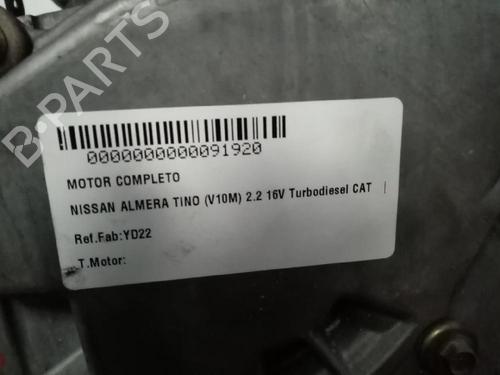 B-PARTS
0000000000091920
MOTOR COMPLETO
NISSAN ALMERA TINO (V10M) 2.2 16V Turbodiesel CAT
Ref.Fab:YD22
T.Motor: